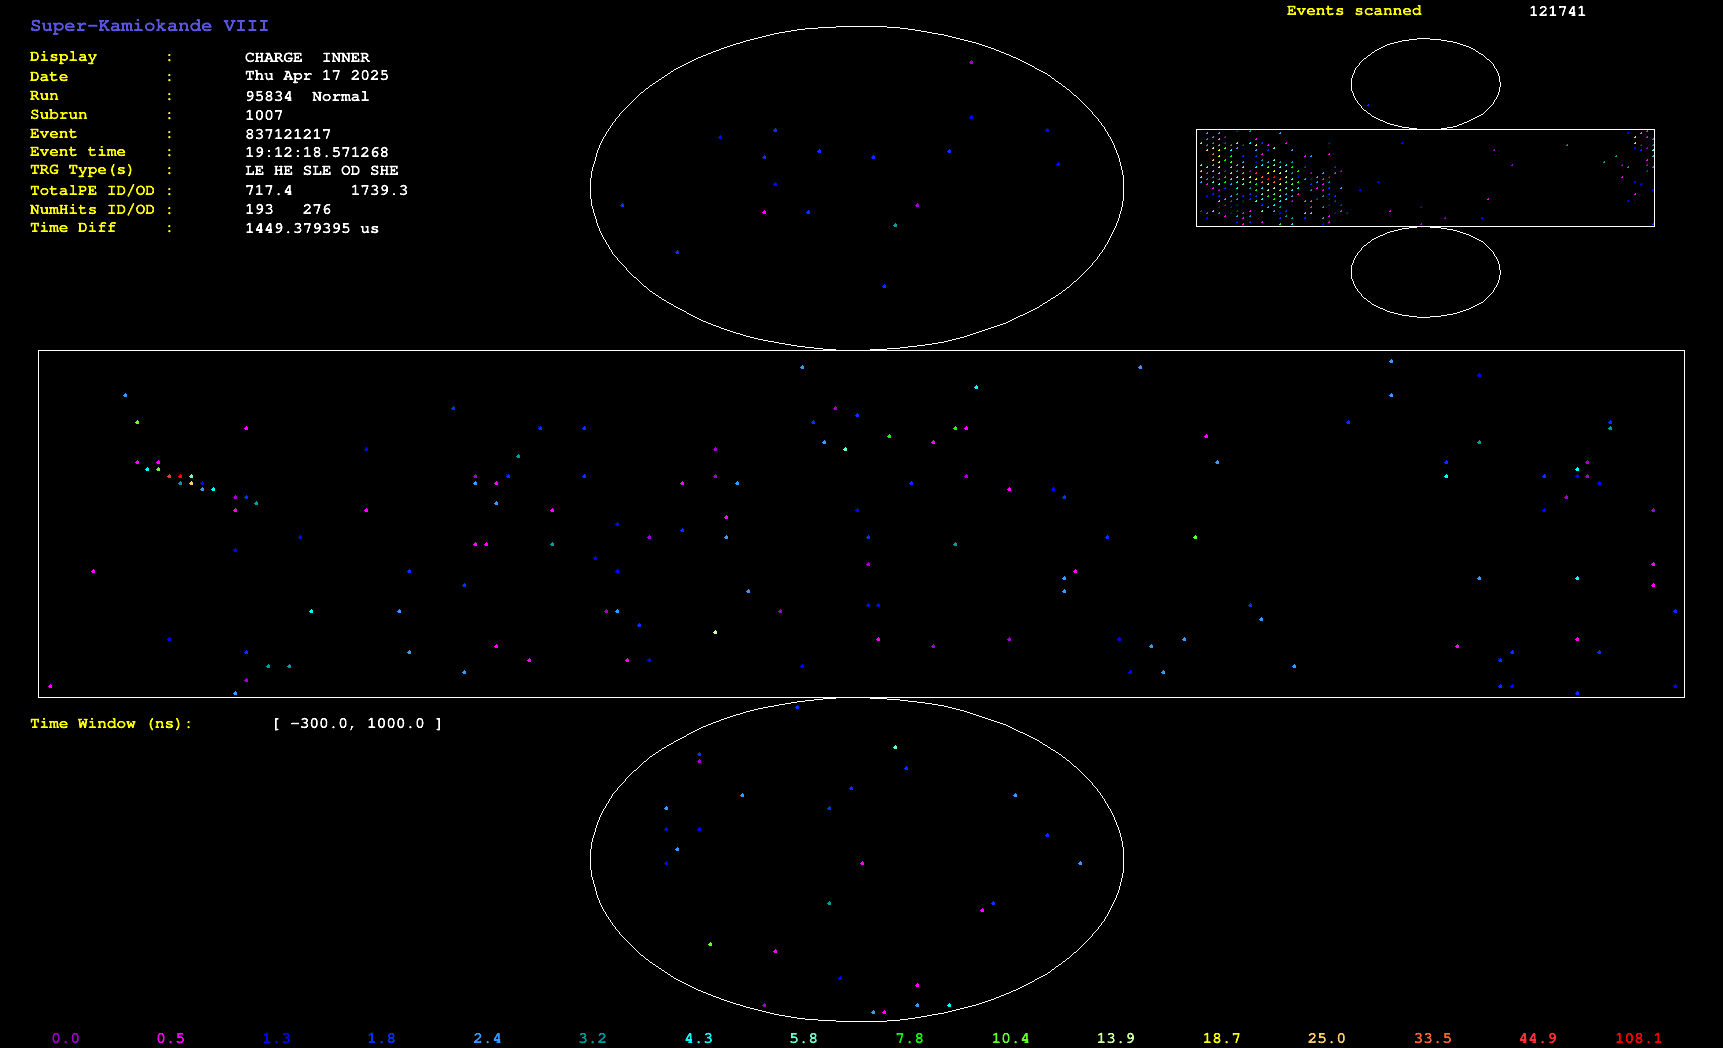 Super-Kamiokande VIII
Events scanned 121741
Display : CHARGE INNER
Date : Thu Apr 17 2025
Run : 95834 Normal
Subrun : 1007
Event : 837121217
Event time : 19:12:18.571268
TRG Type(s) : LE HE SLE OD SHE
TotalPE ID/OD : 717.4 1739.3
NumHits ID/OD : 193 276
Time Diff : 1449.379395 us
Time Window (ns): [ -300.0, 1000.0 ]
0.0 0.5 1.3 1.8 2.4 3.2 4.3 5.8 7.8 10.4 13.9 18.7 25.0 33.5 44.9 108.1